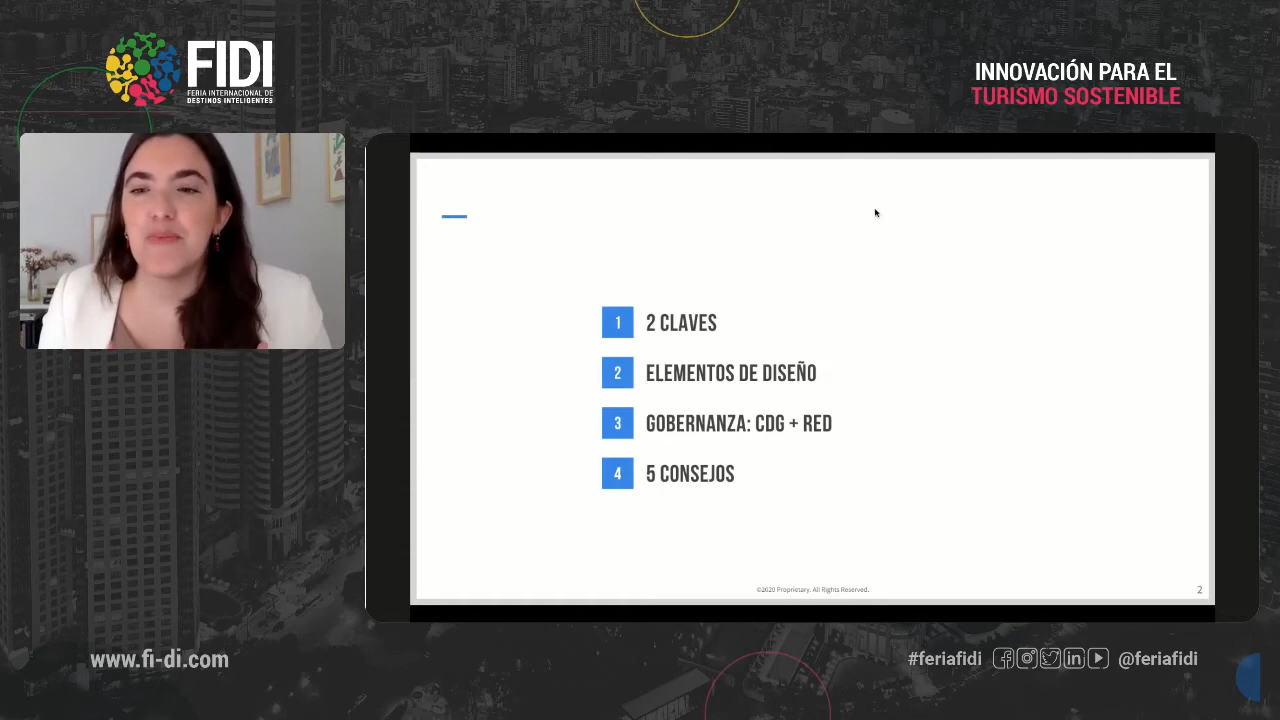 FIDI
FERIA INTERNACIONAL DE
DESTINOS INTELIGENTES
INNOVACIÓN PARA EL
TURISMO SOSTENIBLE
1 2 CLAVES
2 ELEMENTOS DE DISEÑO
3 GOBERNANZA: CDG + RED
4 5 CONSEJOS
©2020 Proprietary. All Rights Reserved.
2
www.fi-di.com
#feriafidi @feriafidi